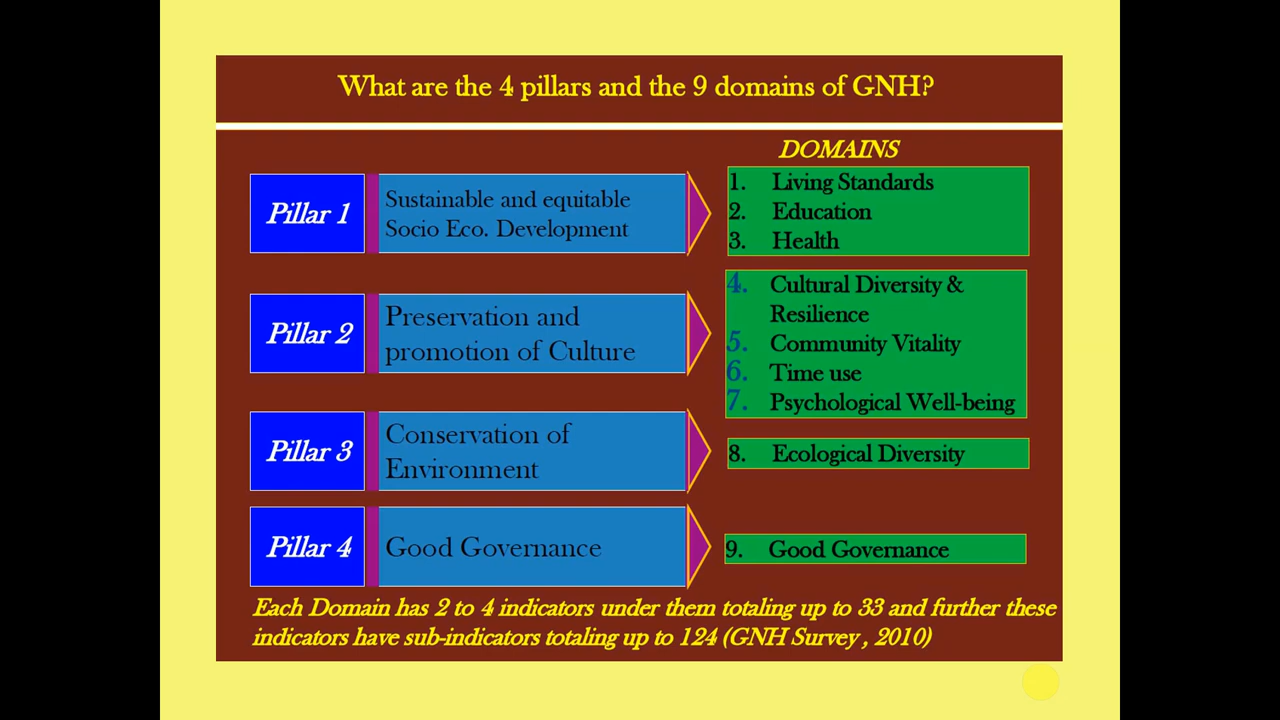 What are the 4 pillars and the 9 domains of GNH?
DOMAINS
Pillar 1
Sustainable and equitable
Socio Eco. Development
1. Living Standards
2. Education
3. Health
Pillar 2
Preservation and
promotion of Culture
4. Cultural Diversity &
Resilience
5. Community Vitality
6. Time use
7. Psychological Well-being
Pillar 3
Conservation of
Environment
8. Ecological Diversity
Pillar 4
Good Governance
9. Good Governance
Each Domain has 2 to 4 indicators under them totaling up to 33 and further these
indicators have sub-indicators totaling up to 124 (GNH Survey , 2010)